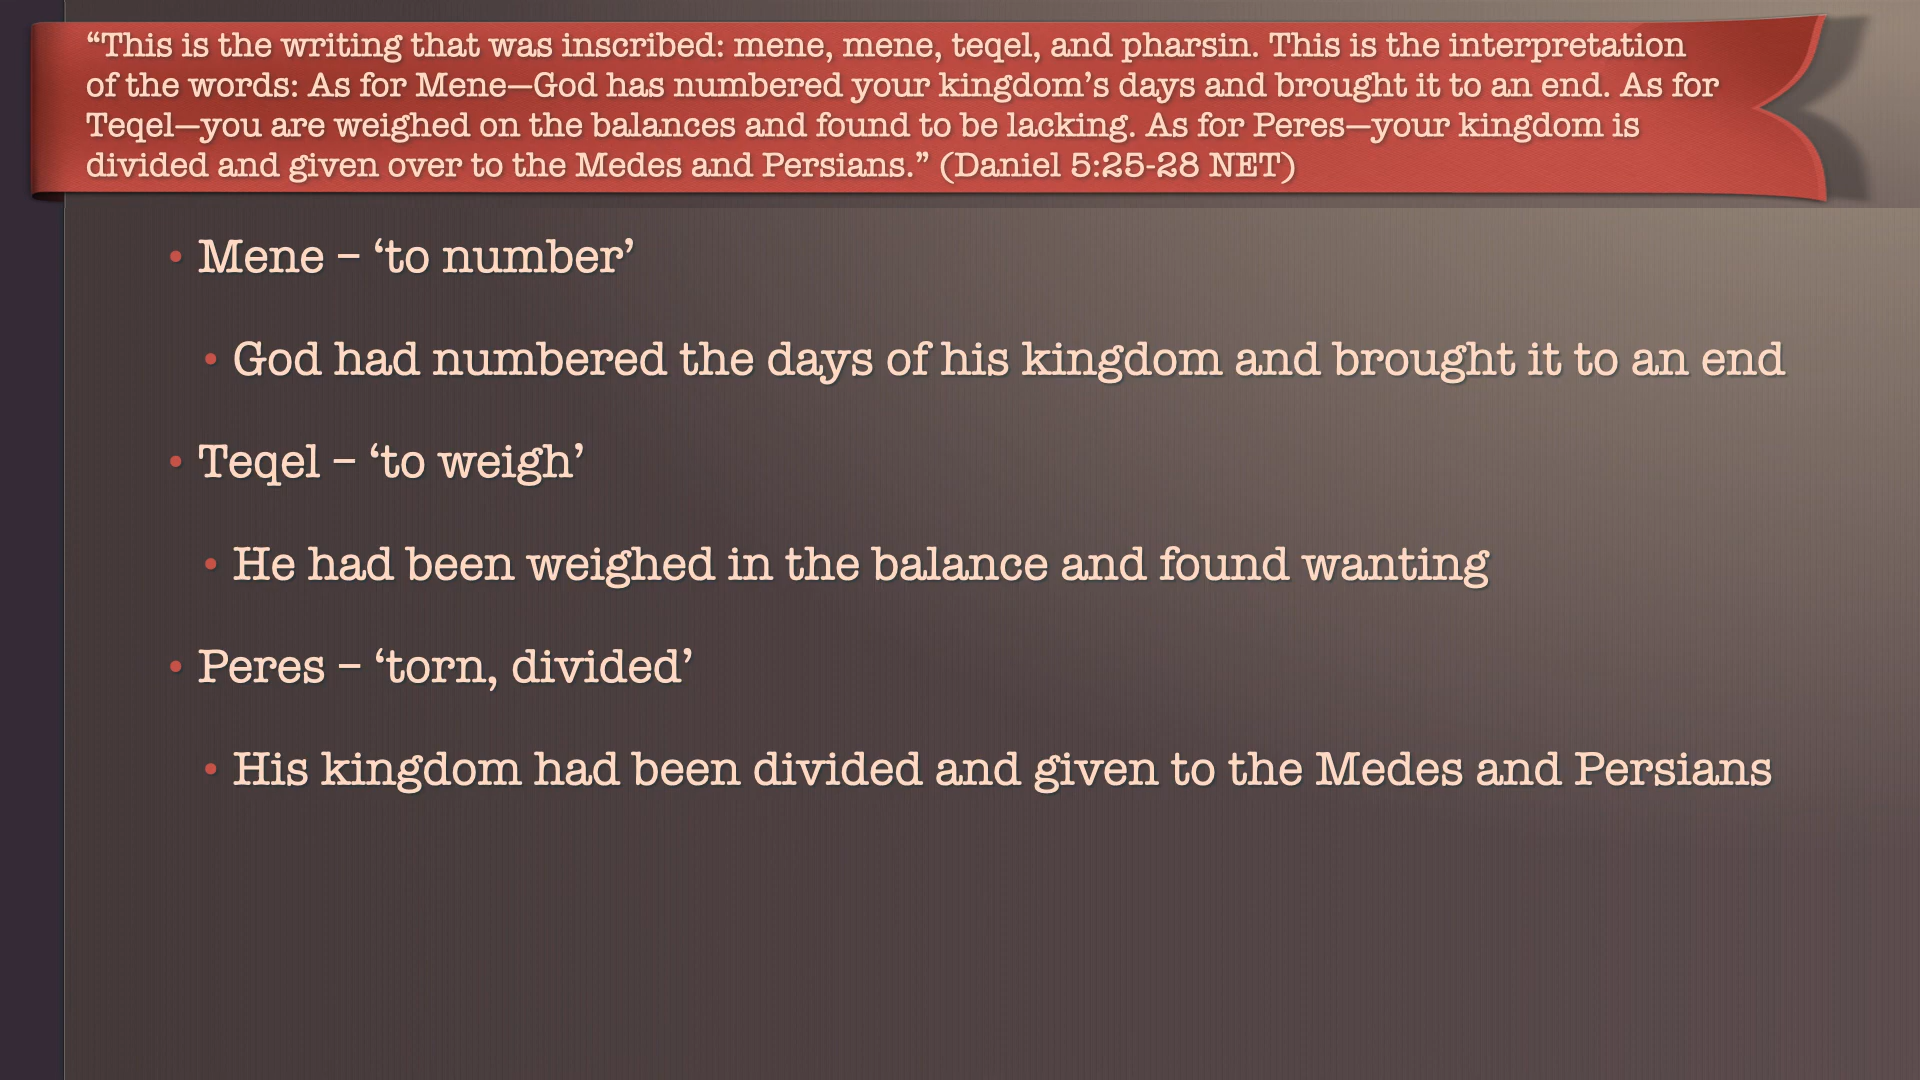 “This is the writing that was inscribed: mene, mene, teqel, and pharsin. This is the interpretation
of the words: As for Mene—God has numbered your kingdom’s days and brought it to an end. As for
Teqel—you are weighed on the balances and found to be lacking. As for Peres—your kingdom is
divided and given over to the Medes and Persians.” (Daniel 5:25-28 NET)
• Mene – ‘to number’
• God had numbered the days of his kingdom and brought it to an end
• Teqel – ‘to weigh’
• He had been weighed in the balance and found wanting
• Peres – ‘torn, divided’
• His kingdom had been divided and given to the Medes and Persians